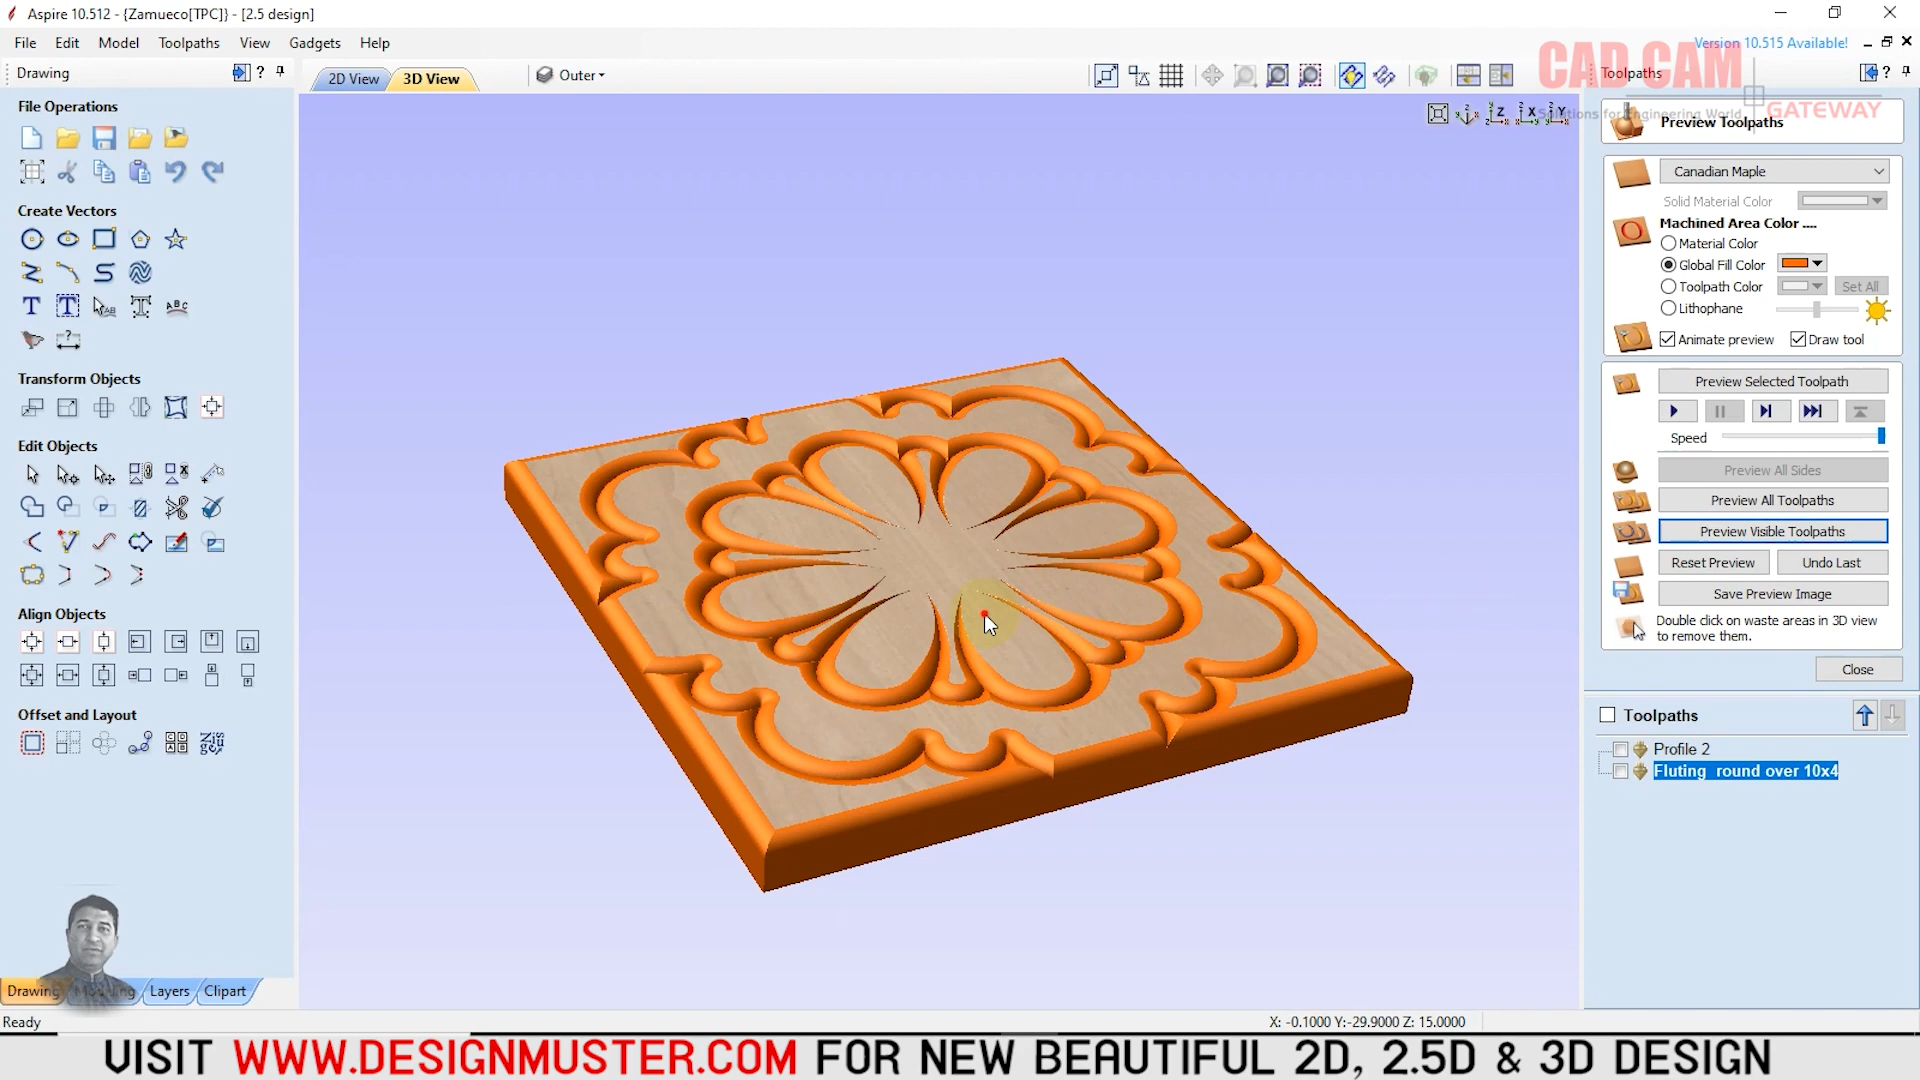 Aspire 10.512 - {Zamueco[TPC]} - [2.5 design]
File Edit Model Toolpaths View Gadgets Help
Version 10.515 Available!
CAD CAM
GATEWAY
Solutions for Engineering World
Drawing
2D View
3D View
Outer
Toolpaths
File Operations
Create Vectors
Transform Objects
Edit Objects
Align Objects
Offset and Layout
Preview Toolpaths
Canadian Maple
Solid Material Color
Machined Area Color ....
Material Color
Global Fill Color
Toolpath Color
Set All
Lithophane
Animate preview
Draw tool
Preview Selected Toolpath
Speed
Preview All Sides
Preview All Toolpaths
Preview Visible Toolpaths
Reset Preview
Undo Last
Save Preview Image
Double click on waste areas in 3D view
to remove them.
Close
Toolpaths
Profile 2
Fluting round over 10x4
Drawing Modeling Layers Clipart
Ready
X: -0.1000 Y:-29.9000 Z: 15.0000
VISIT WWW.DESIGNMUSTER.COM FOR NEW BEAUTIFUL 2D, 2.5D & 3D DESIGN